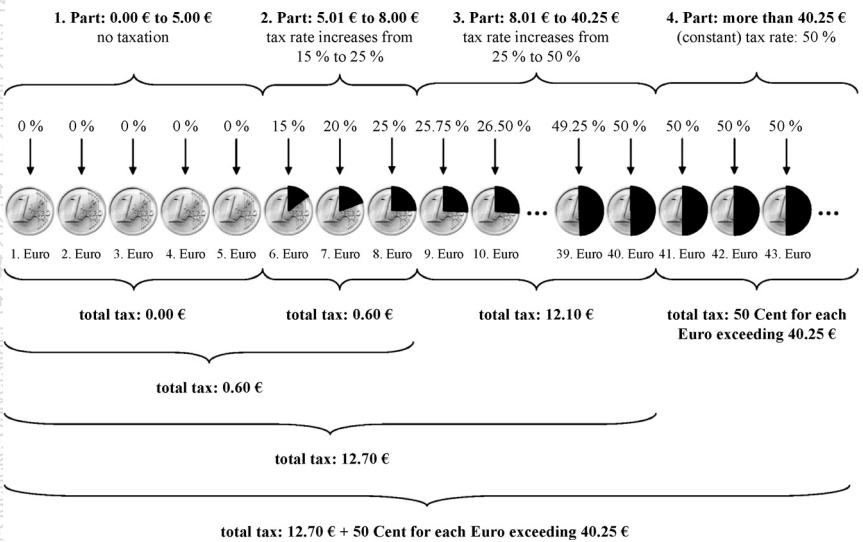 1. Part: 0.00 € to 5.00 €
no taxation
2. Part: 5.01 € to 8.00 €
tax rate increases from
15 % to 25 %
3. Part: 8.01 € to 40.25 €
tax rate increases from
25 % to 50 %
4. Part: more than 40.25 €
(constant) tax rate: 50 %
0 % 0 % 0 % 0 % 0 % 15 % 20 % 25 % 25.75 % 26.50 % 49.25 % 50 % 50 % 50 % 50 %
... ...
1. Euro 2. Euro 3. Euro 4. Euro 5. Euro 6. Euro 7. Euro 8. Euro 9. Euro 10. Euro 39. Euro 40. Euro 41. Euro 42. Euro 43. Euro
total tax: 0.00 €
total tax: 0.60 €
total tax: 12.10 €
total tax: 50 Cent for each
Euro exceeding 40.25 €
total tax: 0.60 €
total tax: 12.70 €
total tax: 12.70 € + 50 Cent for each Euro exceeding 40.25 €